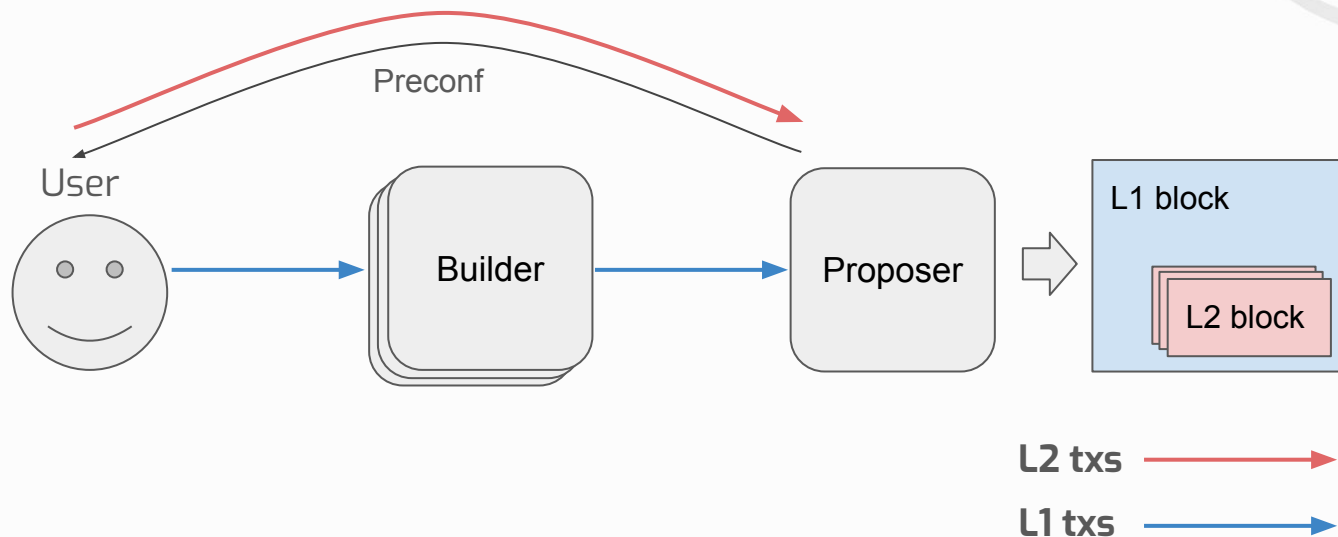 Preconf
User
Builder
Proposer
L1 block
L2 block
L2 txs
L1 txs